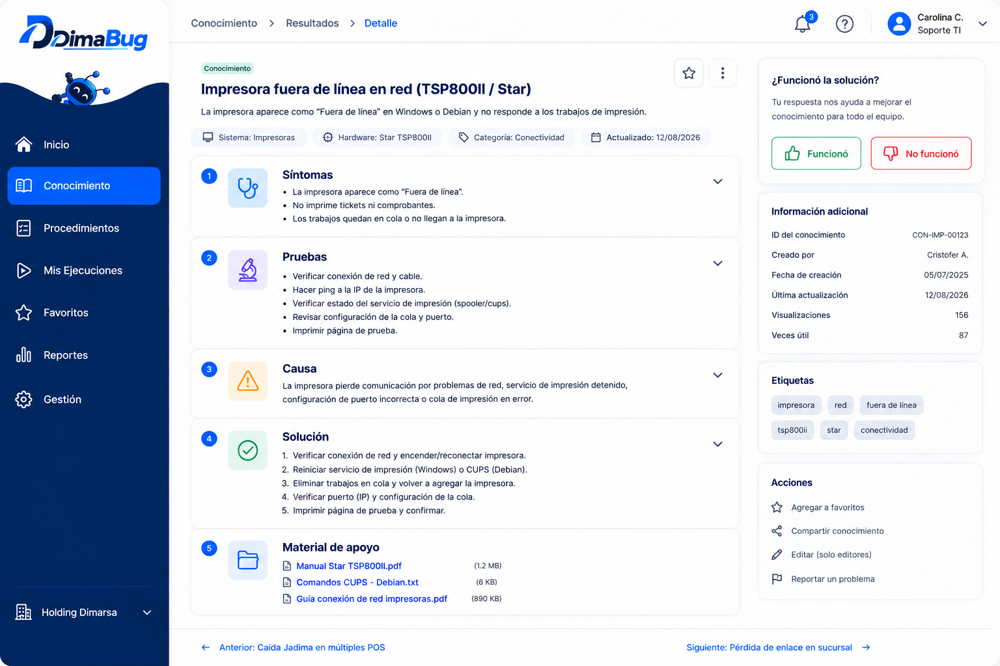 DimaBug
Inicio
Conocimiento
Procedimientos
Mis Ejecuciones
Favoritos
Reportes
Gestión
Holding Dimarsa
Conocimiento > Resultados > Detalle
3
?
Carolina C.
Soporte TI
Conocimiento
Impresora fuera de línea en red (TSP800II / Star)
La impresora aparece como “Fuera de línea” en Windows o Debian y no responde a los trabajos de impresión.
Sistema: Impresoras
Hardware: Star TSP800II
Categoría: Conectividad
Actualizado: 12/08/2026
1
Síntomas
• La impresora aparece como “Fuera de línea”.
• No imprime tickets ni comprobantes.
• Los trabajos quedan en cola o no llegan a la impresora.
2
Pruebas
• Verificar conexión de red y cable.
• Hacer ping a la IP de la impresora.
• Verificar estado del servicio de impresión (spooler/cups).
• Revisar configuración de la cola y puerto.
• Imprimir página de prueba.
3
Causa
La impresora pierde comunicación por problemas de red, servicio de impresión detenido,
configuración de puerto incorrecta o cola de impresión en error.
4
Solución
1. Verificar conexión de red y encender/reconectar impresora.
2. Reiniciar servicio de impresión (Windows) o CUPS (Debian).
3. Eliminar trabajos en cola y volver a agregar la impresora.
4. Verificar puerto (IP) y configuración de la cola.
5. Imprimir página de prueba y confirmar.
5
Material de apoyo
Manual Star TSP800II.pdf (1.2 MB)
Comandos CUPS - Debian.txt (6 KB)
Guía conexión de red impresoras.pdf (890 KB)
¿Funcionó la solución?
Tu respuesta nos ayuda a mejorar el
conocimiento para todo el equipo.
Funcionó
No funcionó
Información adicional
ID del conocimiento CON-IMP-00123
Creado por Cristofer A.
Fecha de creación 05/07/2025
Última actualización 12/08/2026
Visualizaciones 156
Veces útil 87
Etiquetas
impresora
red
fuera de línea
tsp800ii
star
conectividad
Acciones
Agregar a favoritos
Compartir conocimiento
Editar (solo editores)
Reportar un problema
← Anterior: Caída Jadima en múltiples POS
Siguiente: Pérdida de enlace en sucursal →